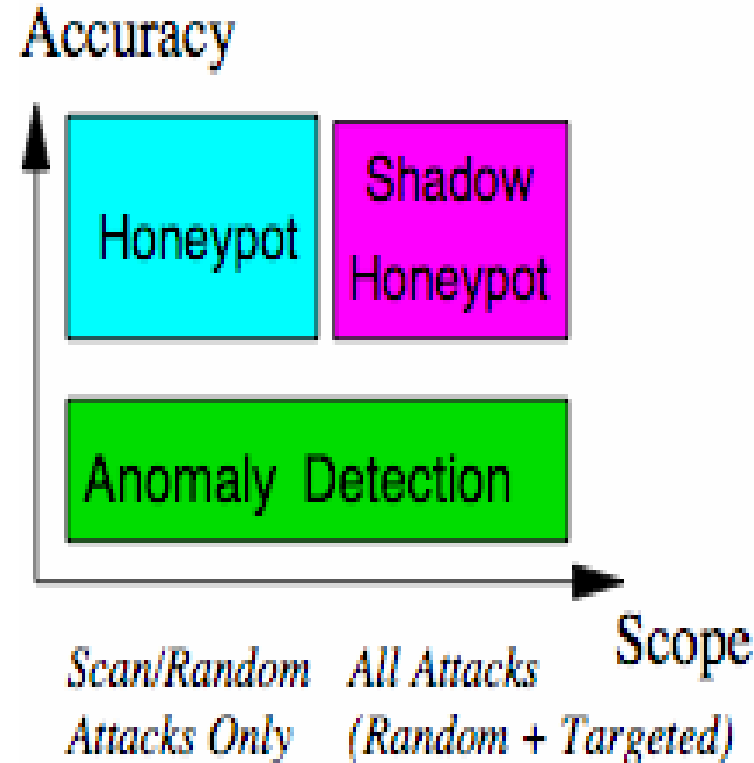 Accuracy
Honeypot
Shadow
Honeypot
Anomaly Detection
Scope
Scan/Random
Attacks Only
All Attacks
(Random + Targeted)